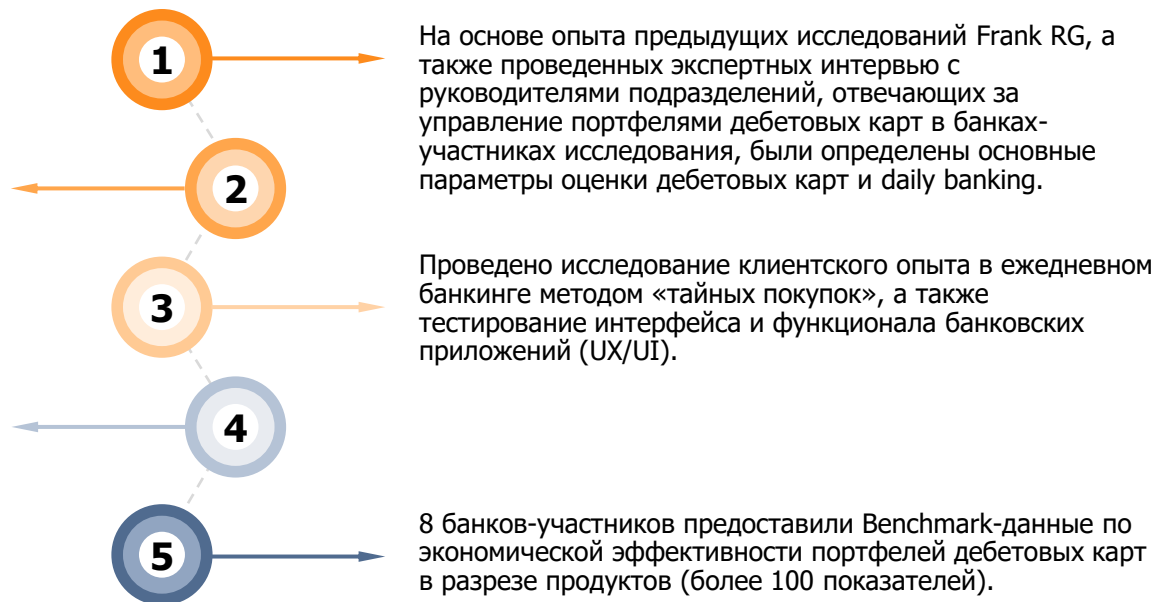 1
На основе опыта предыдущих исследований Frank RG, а
также проведенных экспертных интервью с
руководителями подразделений, отвечающих за
управление портфелями дебетовых карт в банках-
участниках исследования, были определены основные
параметры оценки дебетовых карт и daily banking.
2
3
Проведено исследование клиентского опыта в ежедневном
банкинге методом «тайных покупок», а также
тестирование интерфейса и функционала банковских
приложений (UX/UI).
4
5
8 банков-участников предоставили Benchmark-данные по
экономической эффективности портфелей дебетовых карт
в разрезе продуктов (более 100 показателей).